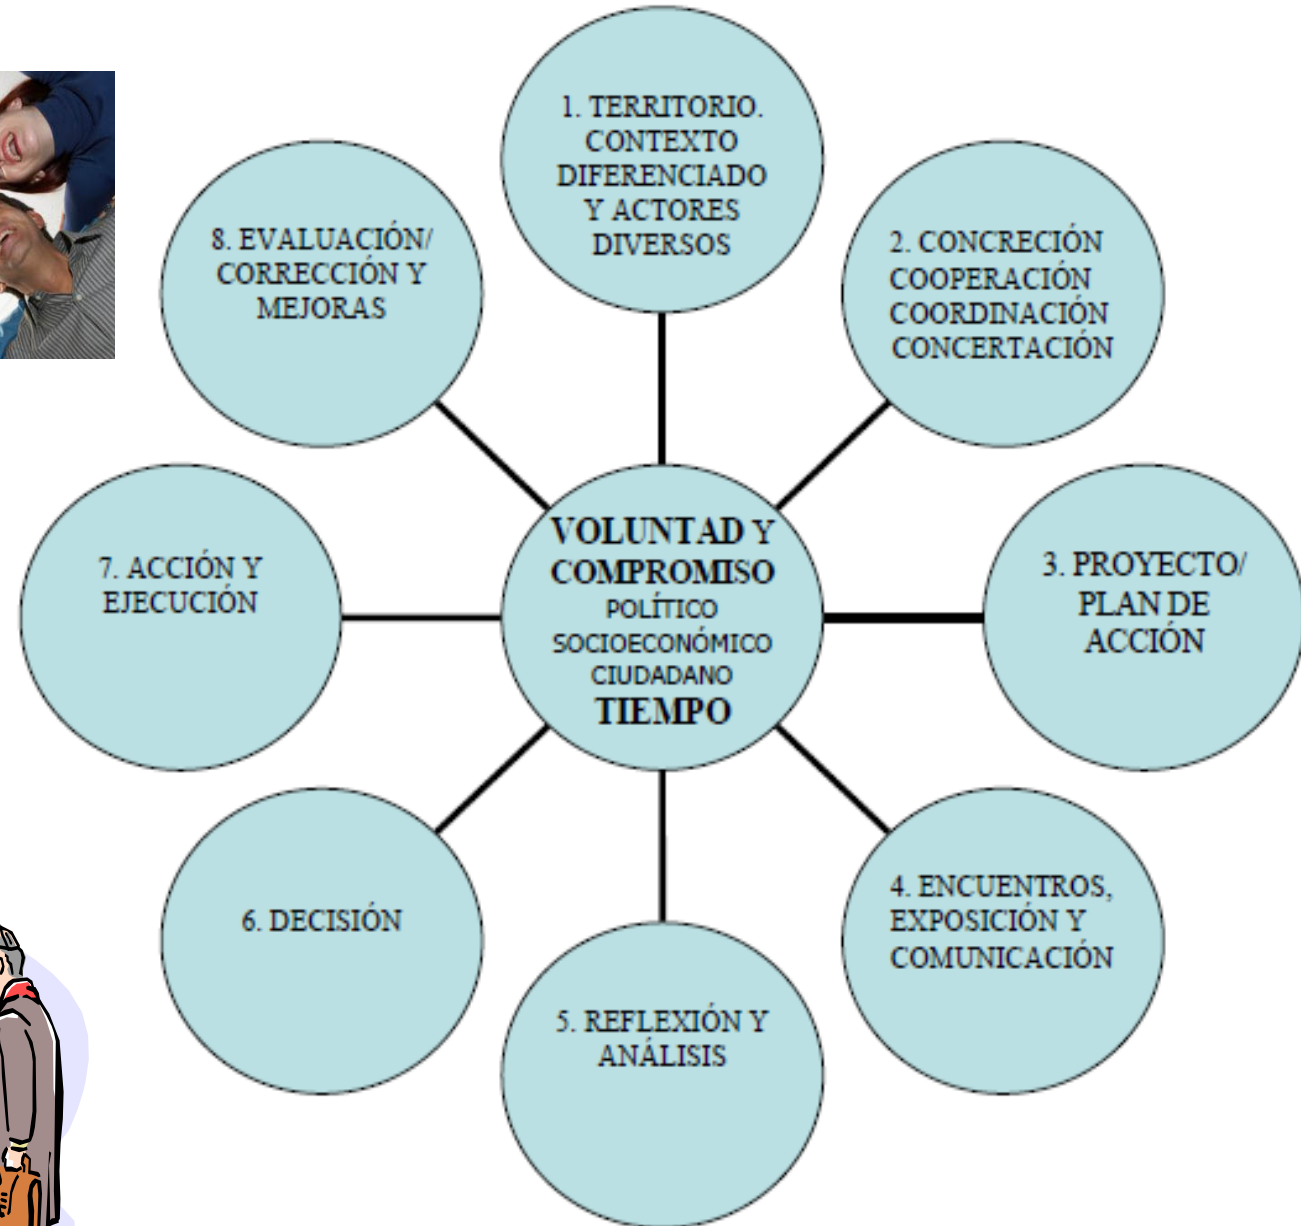 1. TERRITORIO.
CONTEXTO
DIFERENCIADO
Y ACTORES
DIVERSOS
2. CONCRECIÓN
COOPERACIÓN
COORDINACIÓN
CONCERTACIÓN
3. PROYECTO/
PLAN DE
ACCIÓN
4. ENCUENTROS,
EXPOSICIÓN Y
COMUNICACIÓN
5. REFLEXIÓN Y
ANÁLISIS
6. DECISIÓN
7. ACCIÓN Y
EJECUCIÓN
8. EVALUACIÓN/
CORRECCIÓN Y
MEJORAS
VOLUNTAD Y
COMPROMISO
POLÍTICO
SOCIOECONÓMICO
CIUDADANO
TIEMPO